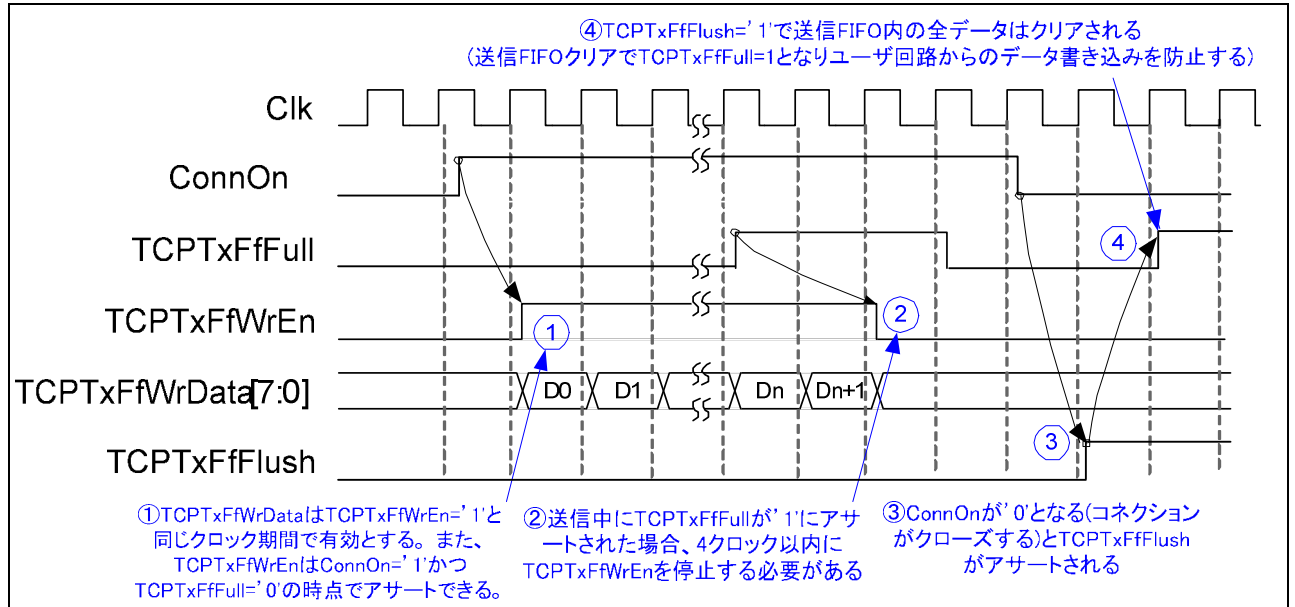 ④TCPTxFfFlush='1'で送信FIFO内の全データはクリアされる
(送信FIFOクリアでTCPTxFfFull=1となりユーザ回路からのデータ書き込みを防止する)
Clk
ConnOn
TCPTxFfFull
④
TCPTxFfWrEn
①
②
TCPTxFfWrData[7:0]
D0
D1
Dn
Dn+1
③
TCPTxFfFlush
①TCPTxFfWrDataはTCPTxFfWrEn='1'と
同じクロック期間で有効とする。また、
TCPTxFfWrEnはConnOn='1'かつ
TCPTxFfFull='0'の時点でアサートできる。
②送信中にTCPTxFfFullが'1'にアサ
ートされた場合、4クロック以内に
TCPTxFfWrEnを停止する必要がある
③ConnOnが'0'となる(コネクション
がクローズする)とTCPTxFfFlush
がアサートされる